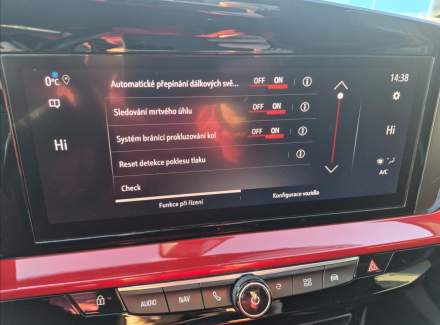 0°C
14:38
Automatické přepínání dálkových svě... OFF ON
Sledování mrtvého úhlu OFF ON
Hi
Hi
Systém bránící prokluzování kol OFF ON
Reset detekce poklesu tlaku
A/C
Check
Funkce při řízení
Konfigurace vozidla
AUDIO
NAV